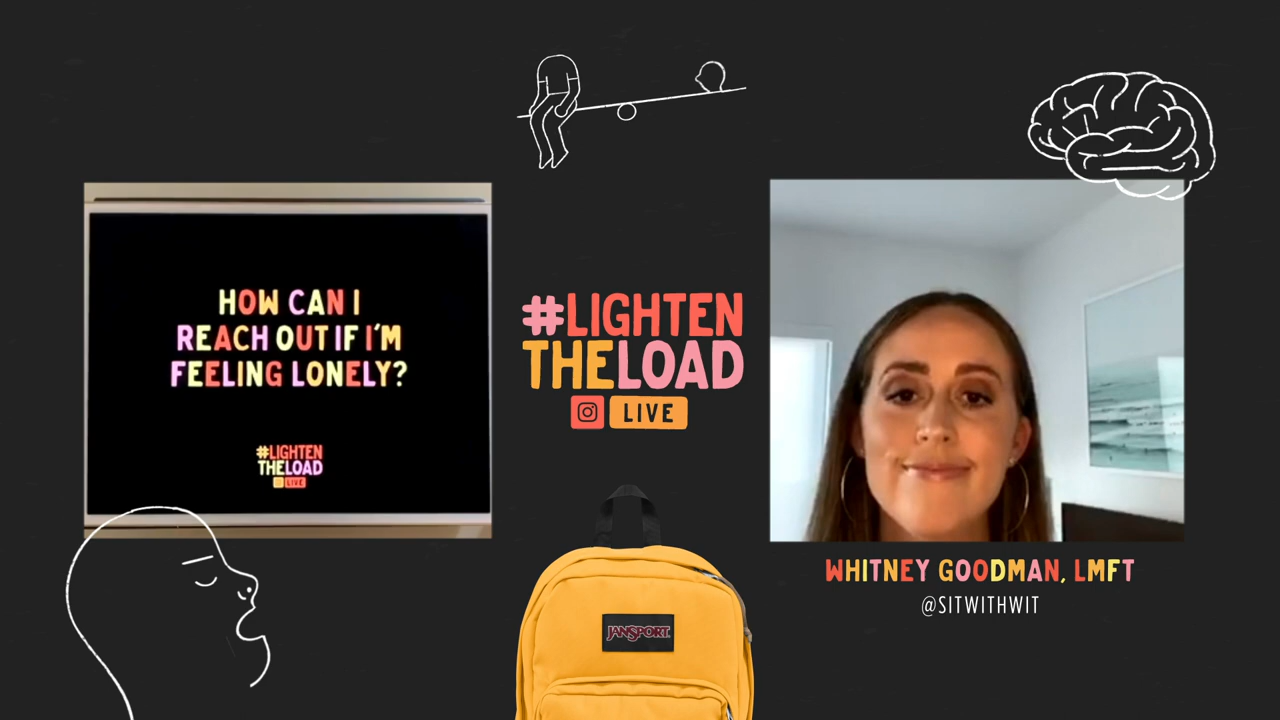 HOW CAN I
REACH OUT IF I'M
FEELING LONELY?
#LIGHTEN
THELOAD
LIVE
#LIGHTEN
THELOAD
LIVE
JANSPORT
WHITNEY GOODMAN, LMFT
@SITWITHWIT